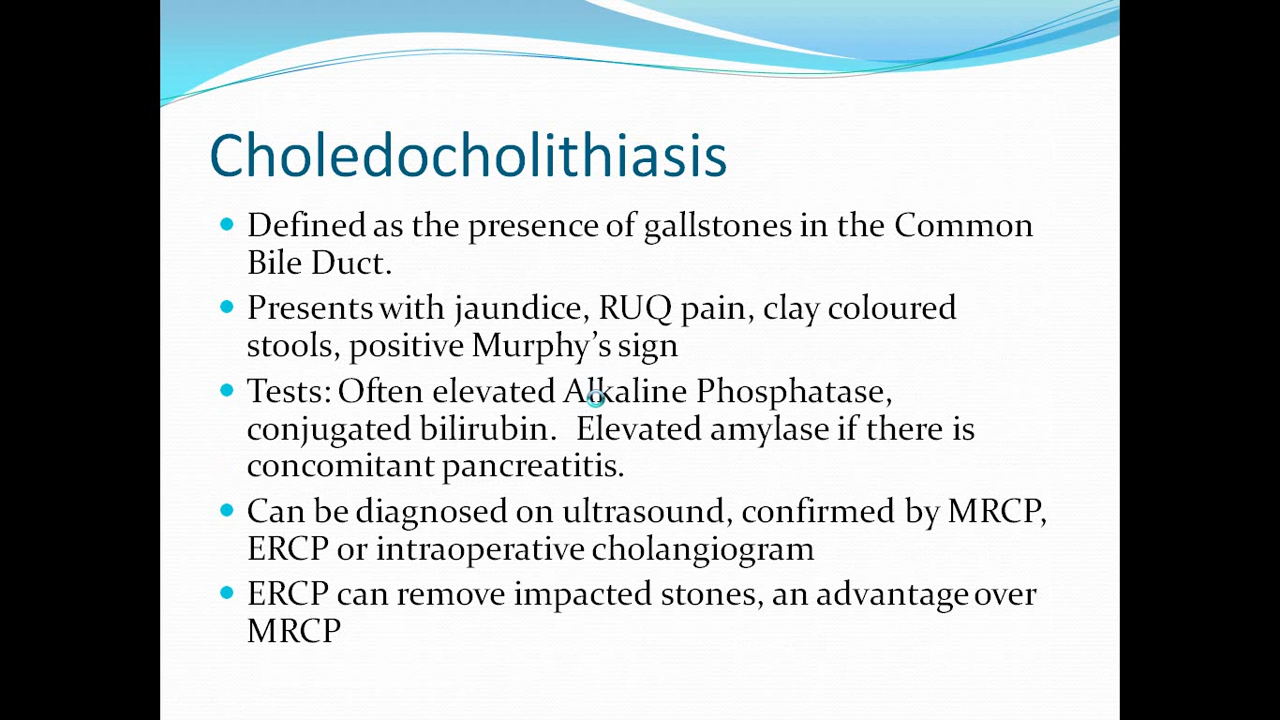 Choledocholithiasis
• Defined as the presence of gallstones in the Common
Bile Duct.
• Presents with jaundice, RUQ pain, clay coloured
stools, positive Murphy’s sign
• Tests: Often elevated Alkaline Phosphatase,
conjugated bilirubin.  Elevated amylase if there is
concomitant pancreatitis.
• Can be diagnosed on ultrasound, confirmed by MRCP,
ERCP or intraoperative cholangiogram
• ERCP can remove impacted stones, an advantage over
MRCP